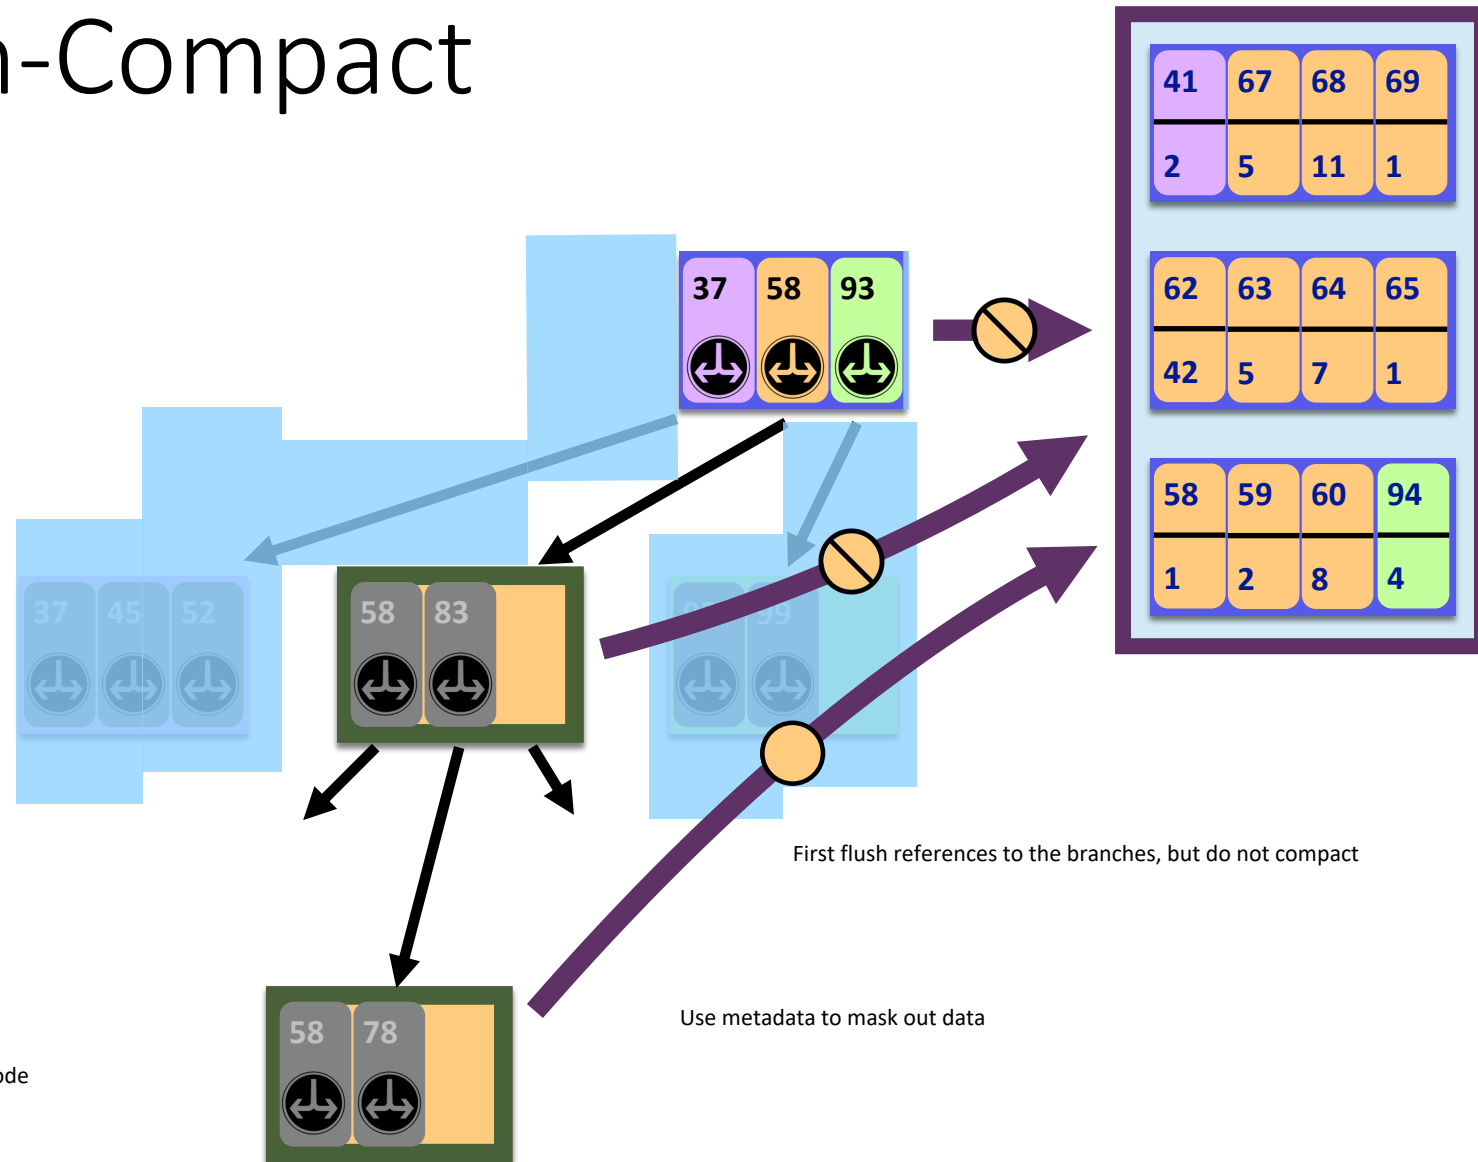 n-Compact
41 67 68 69
2 5 11 1
37 58 93
62 63 64 65
42 5 7 1
58 59 60 94
1 2 8 4
37 45 52
58 83
99
First flush references to the branches, but do not compact
Use metadata to mask out data
58 78
ode